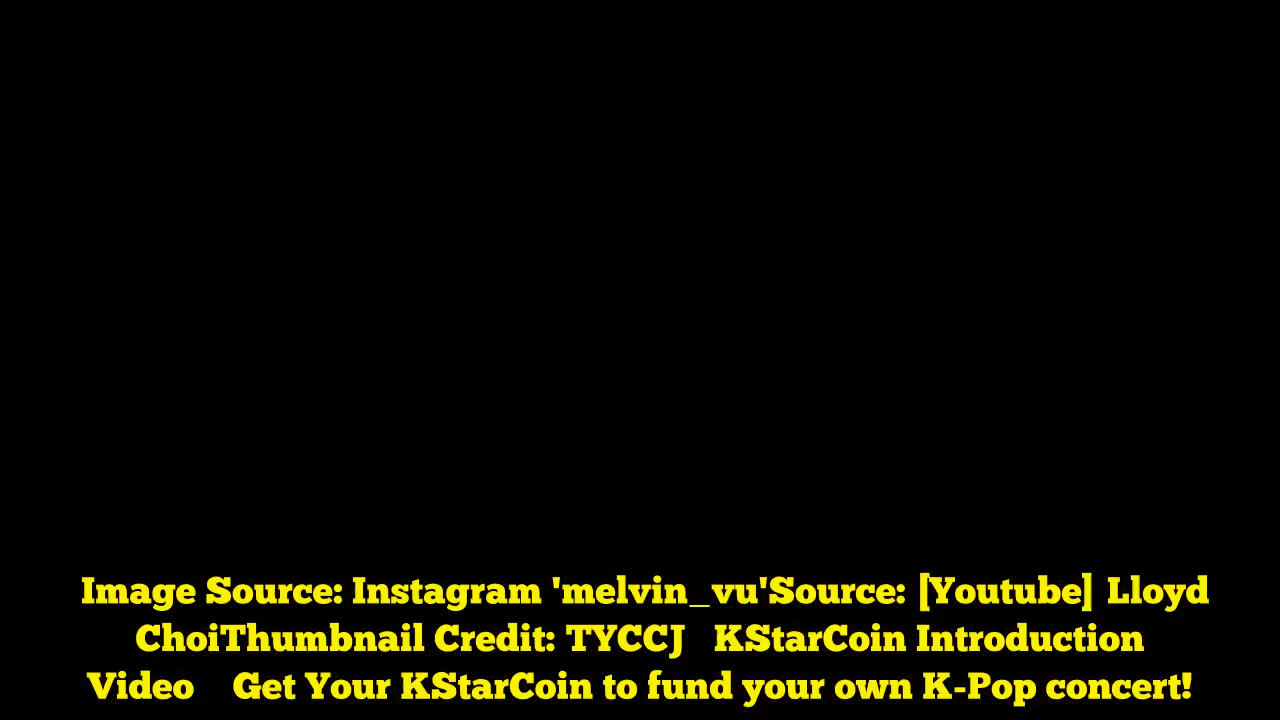 Image Source: Instagram 'melvin_vu'Source: [Youtube] Lloyd
ChoiThumbnail Credit: TYCCJ   KStarCoin Introduction
Video    Get Your KStarCoin to fund your own K-Pop concert!